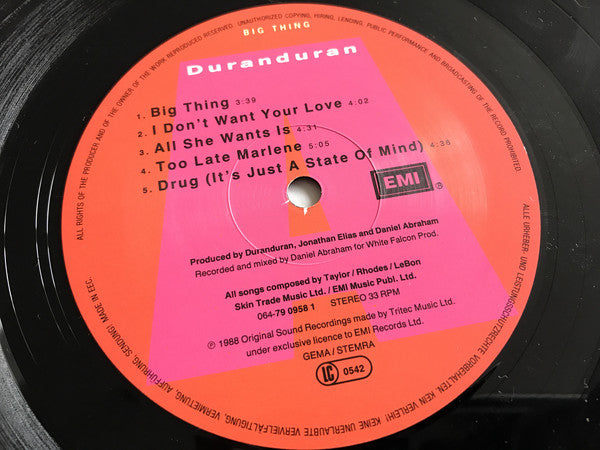 ALL RIGHTS OF THE PRODUCER AND OF THE OWNER OF THE WORK REPRODUCED RESERVED. UNAUTHORIZED COPYING, HIRING, LENDING, PUBLIC PERFORMANCE AND BROADCASTING OF THE RECORD PROHIBITED.
BIG THING
Duranduran
1. Big Thing 3:39
2. I Don't Want Your Love 4:02
3. All She Wants Is 4:31
4. Too Late Marlene 5:05
5. Drug (It's Just A State Of Mind) 4:36
EMI ®
Produced by Duranduran, Jonathan Elias and Daniel Abraham
Recorded and mixed by Daniel Abraham for White Falcon Prod.
All songs composed by Taylor / Rhodes / LeBon
Skin Trade Music Ltd. / EMI Music Publ. Ltd.
064-79 0958 1 STEREO 33 RPM
℗ 1988 Original Sound Recordings made by Tritec Music Ltd.
under exclusive licence to EMI Records Ltd.
GEMA / STEMRA
LC 0542
ALLE URHEBER- UND LEISTUNGSSCHUTZRECHTE VORBEHALTEN. KEIN VERLEIH! KEINE UNERLAUBTE VERVIELFÄLTIGUNG, VERMIETUNG, AUFFÜHRUNG, SENDUNG! MADE IN EEC.